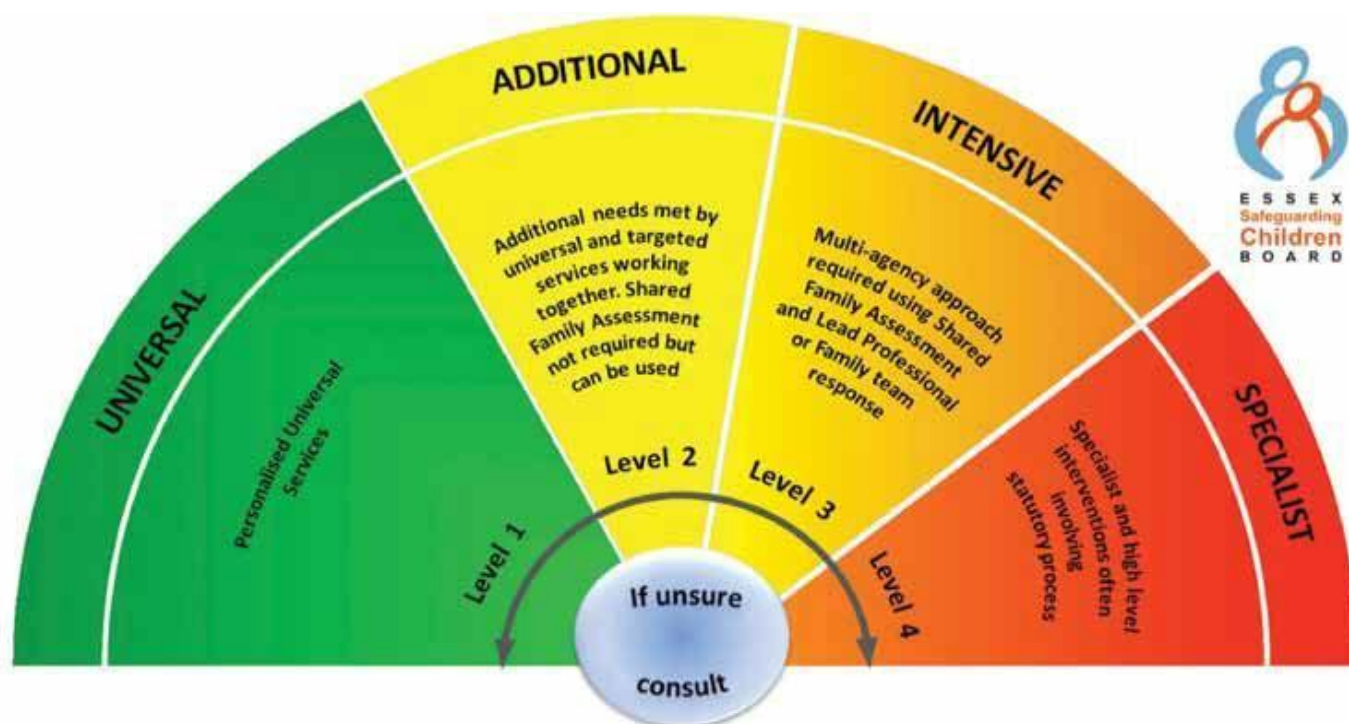 UNIVERSAL
Personalised Universal
Services
Level 1
ADDITIONAL
Additional needs met by
universal and targeted
services working
together. Shared
Family Assessment
not required but
can be used
Level 2
INTENSIVE
Multi-agency approach
required using Shared
Family Assessment
and Lead Professional
or Family team
response
Level 3
SPECIALIST
Specialist and high level
interventions often
involving
statutory process
Level 4
If unsure
consult
ESSEX
Safeguarding
Children
BOARD